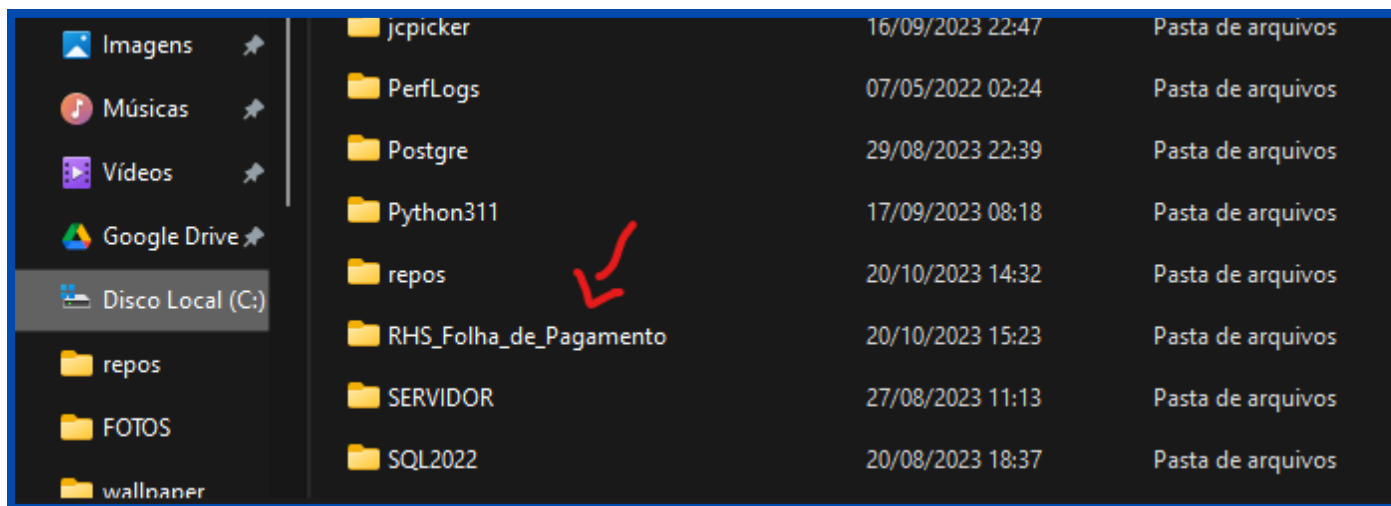 Imagens
Músicas
Vídeos
Google Drive
Disco Local (C:)
repos
FOTOS
wallpaper
jcpicker 16/09/2023 22:47 Pasta de arquivos
PerfLogs 07/05/2022 02:24 Pasta de arquivos
Postgre 29/08/2023 22:39 Pasta de arquivos
Python311 17/09/2023 08:18 Pasta de arquivos
repos 20/10/2023 14:32 Pasta de arquivos
RHS_Folha_de_Pagamento 20/10/2023 15:23 Pasta de arquivos
SERVIDOR 27/08/2023 11:13 Pasta de arquivos
SQL2022 20/08/2023 18:37 Pasta de arquivos